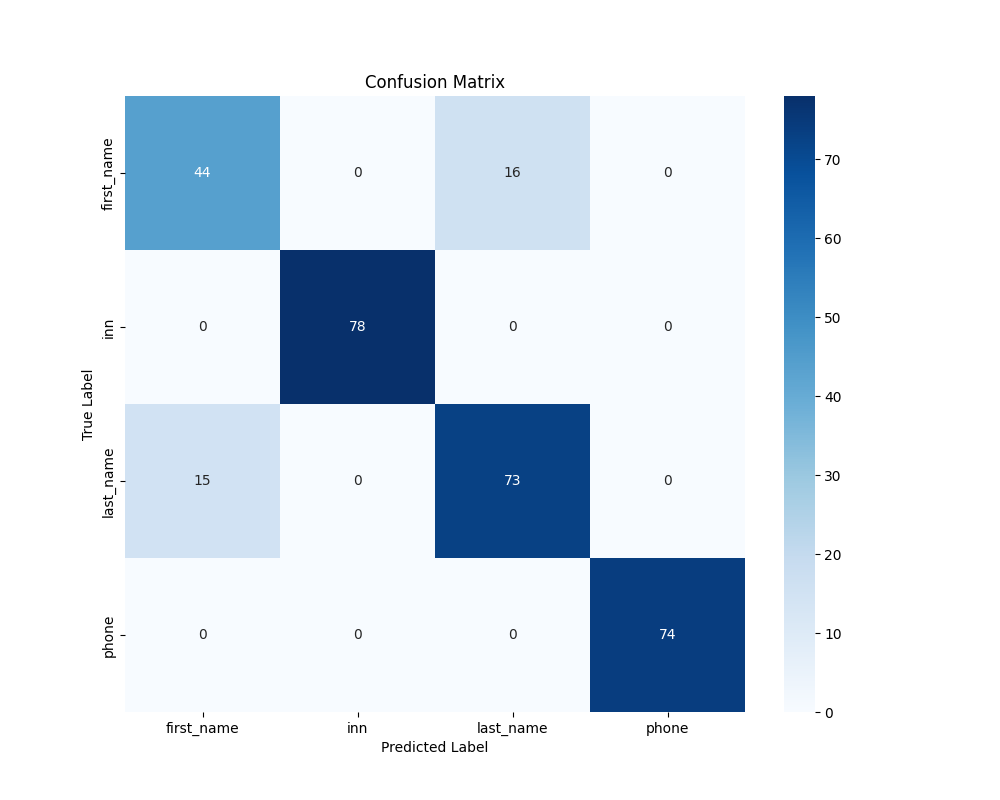 Confusion Matrix
first_name 44 0 16 0
inn 0 78 0 0
last_name 15 0 73 0
phone 0 0 0 74
first_name inn last_name phone
Predicted Label
True Label
70
60
50
40
30
20
10
0